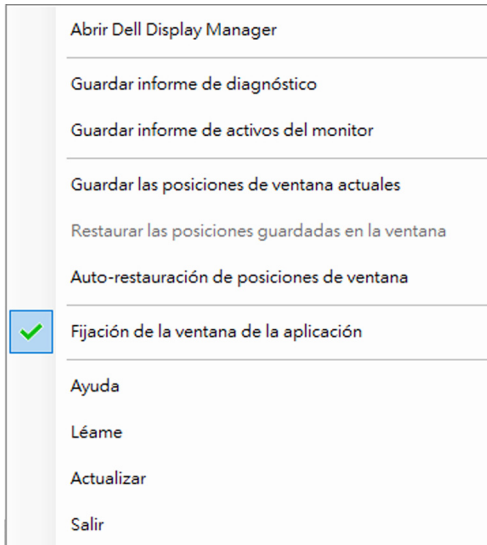 Abrir Dell Display Manager
Guardar informe de diagnóstico
Guardar informe de activos del monitor
Guardar las posiciones de ventana actuales
Restaurar las posiciones guardadas en la ventana
Auto-restauración de posiciones de ventana
Fijación de la ventana de la aplicación
Ayuda
Léame
Actualizar
Salir